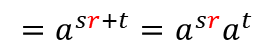 = a^{sr+t} = a^{sr}a^{t}